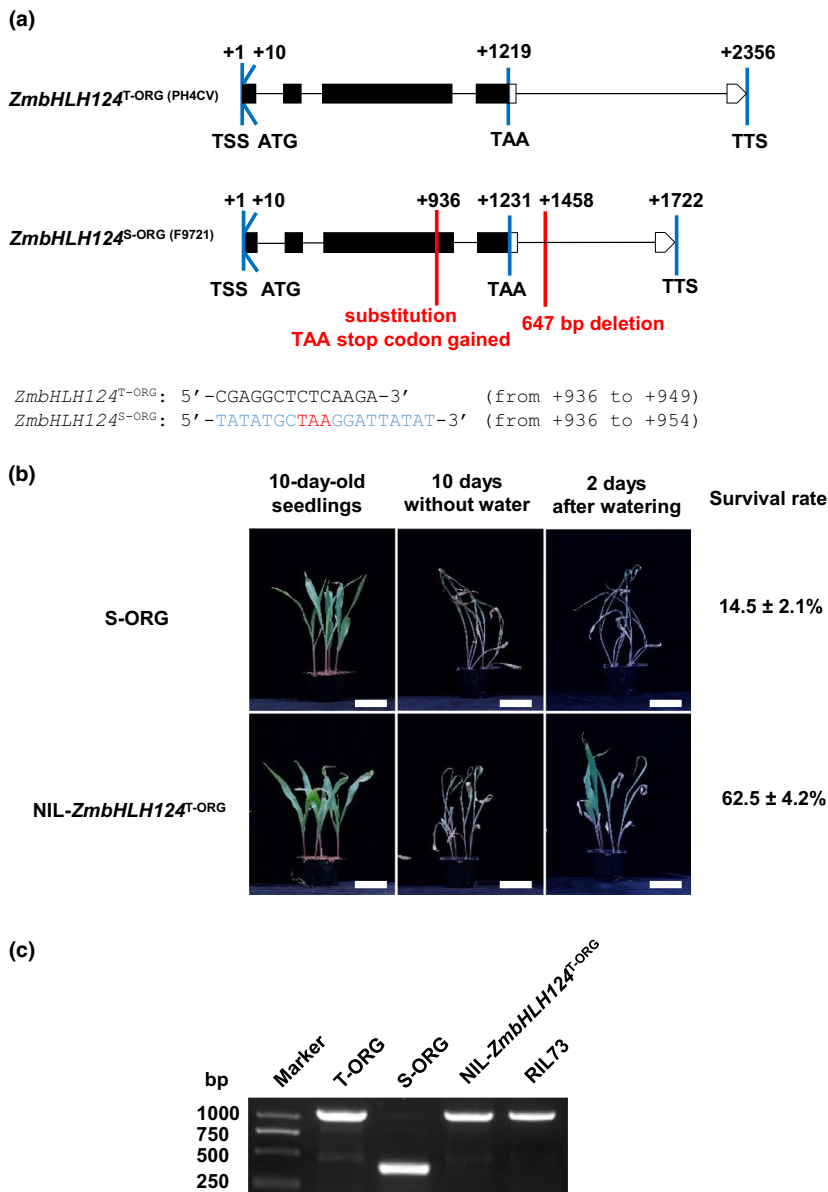 (a)
+1 +10 +1219 +2356
ZmbHLH124T-ORG (PH4CV)
TSS ATG TAA TTS
+1 +10 +936 +1231 +1458 +1722
ZmbHLH124S-ORG (F9721)
TSS ATG TAA TTS
substitution
TAA stop codon gained
647 bp deletion
ZmbHLH124T-ORG: 5′-CGAGGCTCTCAAGA-3′ (from +936 to +949)
ZmbHLH124S-ORG: 5′-TATATGCTAAGGATTATAT-3′ (from +936 to +954)
(b)
10-day-old seedlings
10 days without water
2 days after watering
Survival rate
S-ORG
14.5 ± 2.1%
NIL-ZmbHLH124T-ORG
62.5 ± 4.2%
(c)
bp
Marker
T-ORG
S-ORG
NIL-ZmbHLH124T-ORG
RIL73
1000
750
500
250